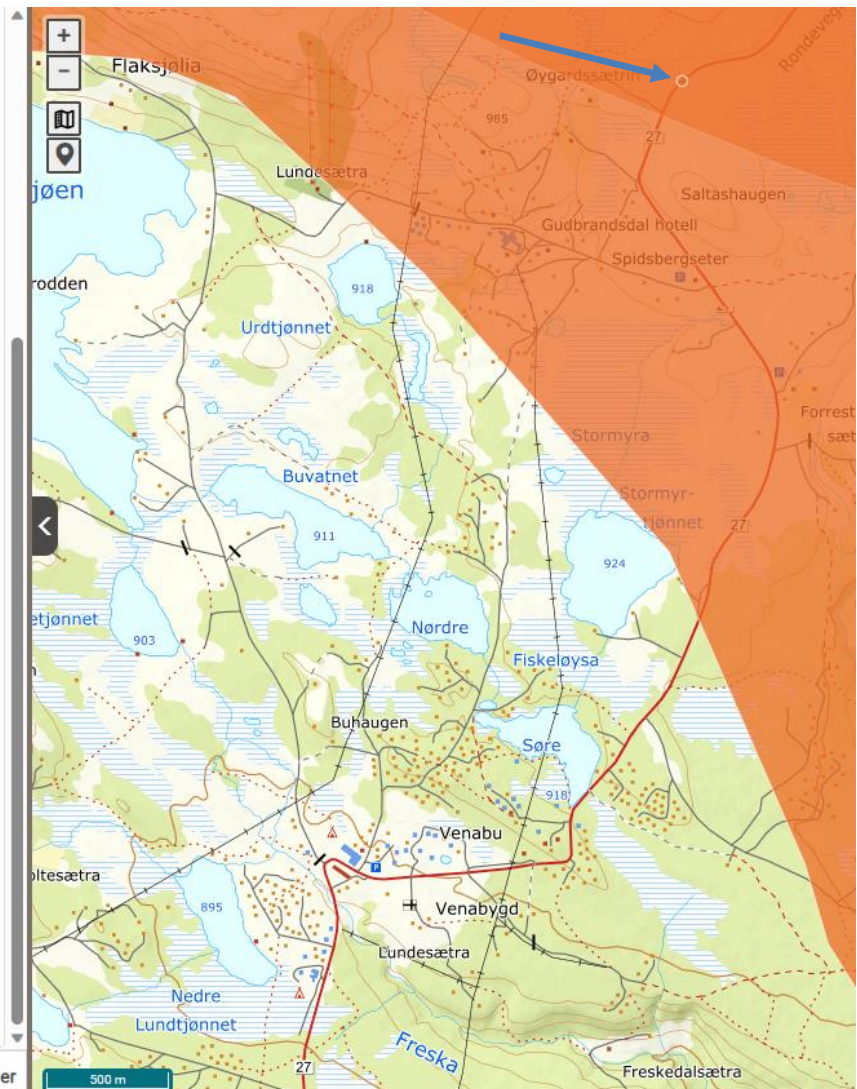 +
−
Flaksjølia
Øygardssætrin
Rondeveg
985
27
jøen
Lundesætra
Saltashaugen
Gudbrandsdal hotell
Spidsbergseter
P
rodden
918
Urdtjønnet
27
P
Forrest
sæt
Stormyra
Buvatnet
Stormyr-
tjønnet
27
911
924
<
etjønnet
903
Nørdre
Fiskeløysa
Buhaugen
Søre
918
Venabu
P
oltesætra
895
Venabygd
Lundesætra
Nedre
Lundtjønnet
Freska
27
Freskedalsætra
er
500 m